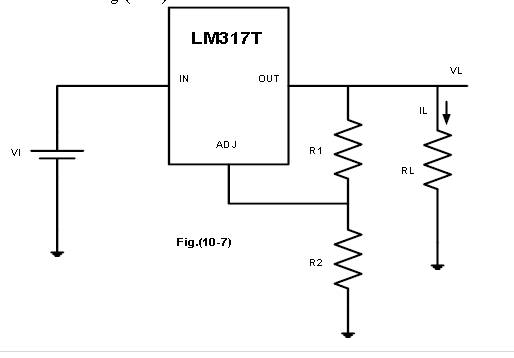 LM317T
VL
IN
OUT
IL
ADJ
VI
R1
RL
Fig.(10-7)
R2